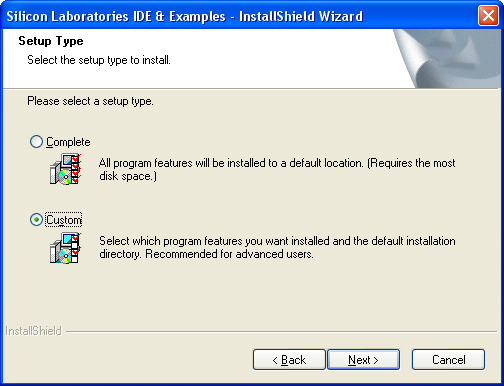 Silicon Laboratories IDE & Examples - InstallShield Wizard
Setup Type
Select the setup type to install.
Please select a setup type.
Complete
All program features will be installed to a default location. (Requires the most
disk space.)
Custom
Select which program features you want installed and the default installation
directory. Recommended for advanced users.
InstallShield
< Back
Next >
Cancel